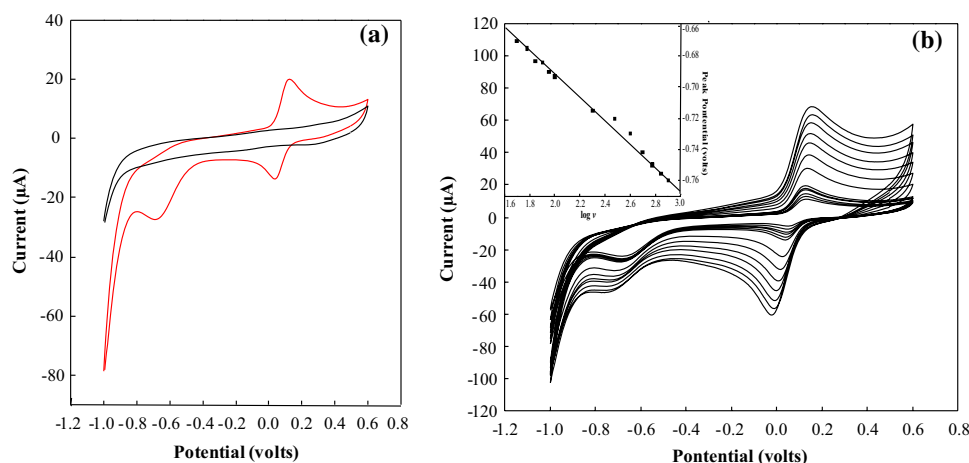 (a)
40
20
0
-20
-40
-60
-80
Current (µA)
-1.2 -1.0 -0.8 -0.6 -0.4 -0.2 0.0 0.2 0.4 0.6 0.8
Potential (volts)
(b)
120
100
80
60
40
20
0
-20
-40
-60
-80
-100
-120
Current (µA)
-1.2 -1.0 -0.8 -0.6 -0.4 -0.2 0.0 0.2 0.4 0.6 0.8
Pontential (volts)
-0.66
-0.70
-0.72
-0.76
Peak Pontential (volts)
1.6 1.8 2.0 2.2 2.4 2.6 2.8 3.0
log v